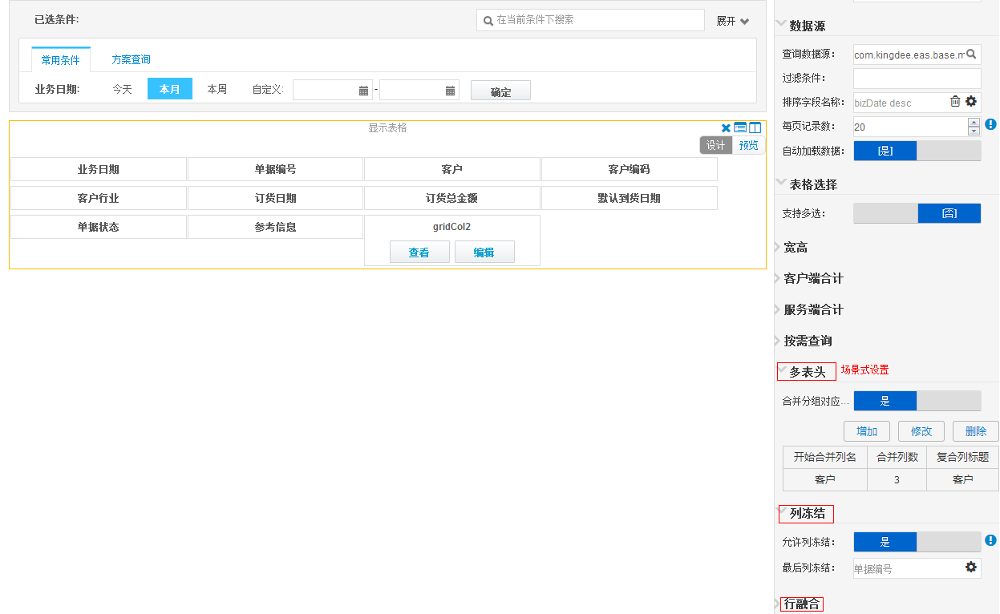 已选条件:
在当前条件下搜索
展开
常用条件 方案查询
业务日期: 今天 本月 本周 自定义: - 确定
显示表格
设计 预览
业务日期 单据编号 客户 客户编码
客户行业 订货日期 订货总金额 默认到货日期
单据状态 参考信息 gridCol2
查看 编辑
数据源
查询数据源: com.kingdee.eas.base.m
过滤条件:
排序字段名称: bizDate desc
每页记录数: 20
自动加载数据: [是]
表格选择
支持多选: [否]
宽高
客户端合计
服务端合计
按需查询
多表头 场景式设置
合并分组对应... 是
增加 修改 删除
开始合并列名 合并列数 复合列标题
客户 3 客户
列冻结
允许列冻结: 是
最后列冻结: 单据编号
行融合